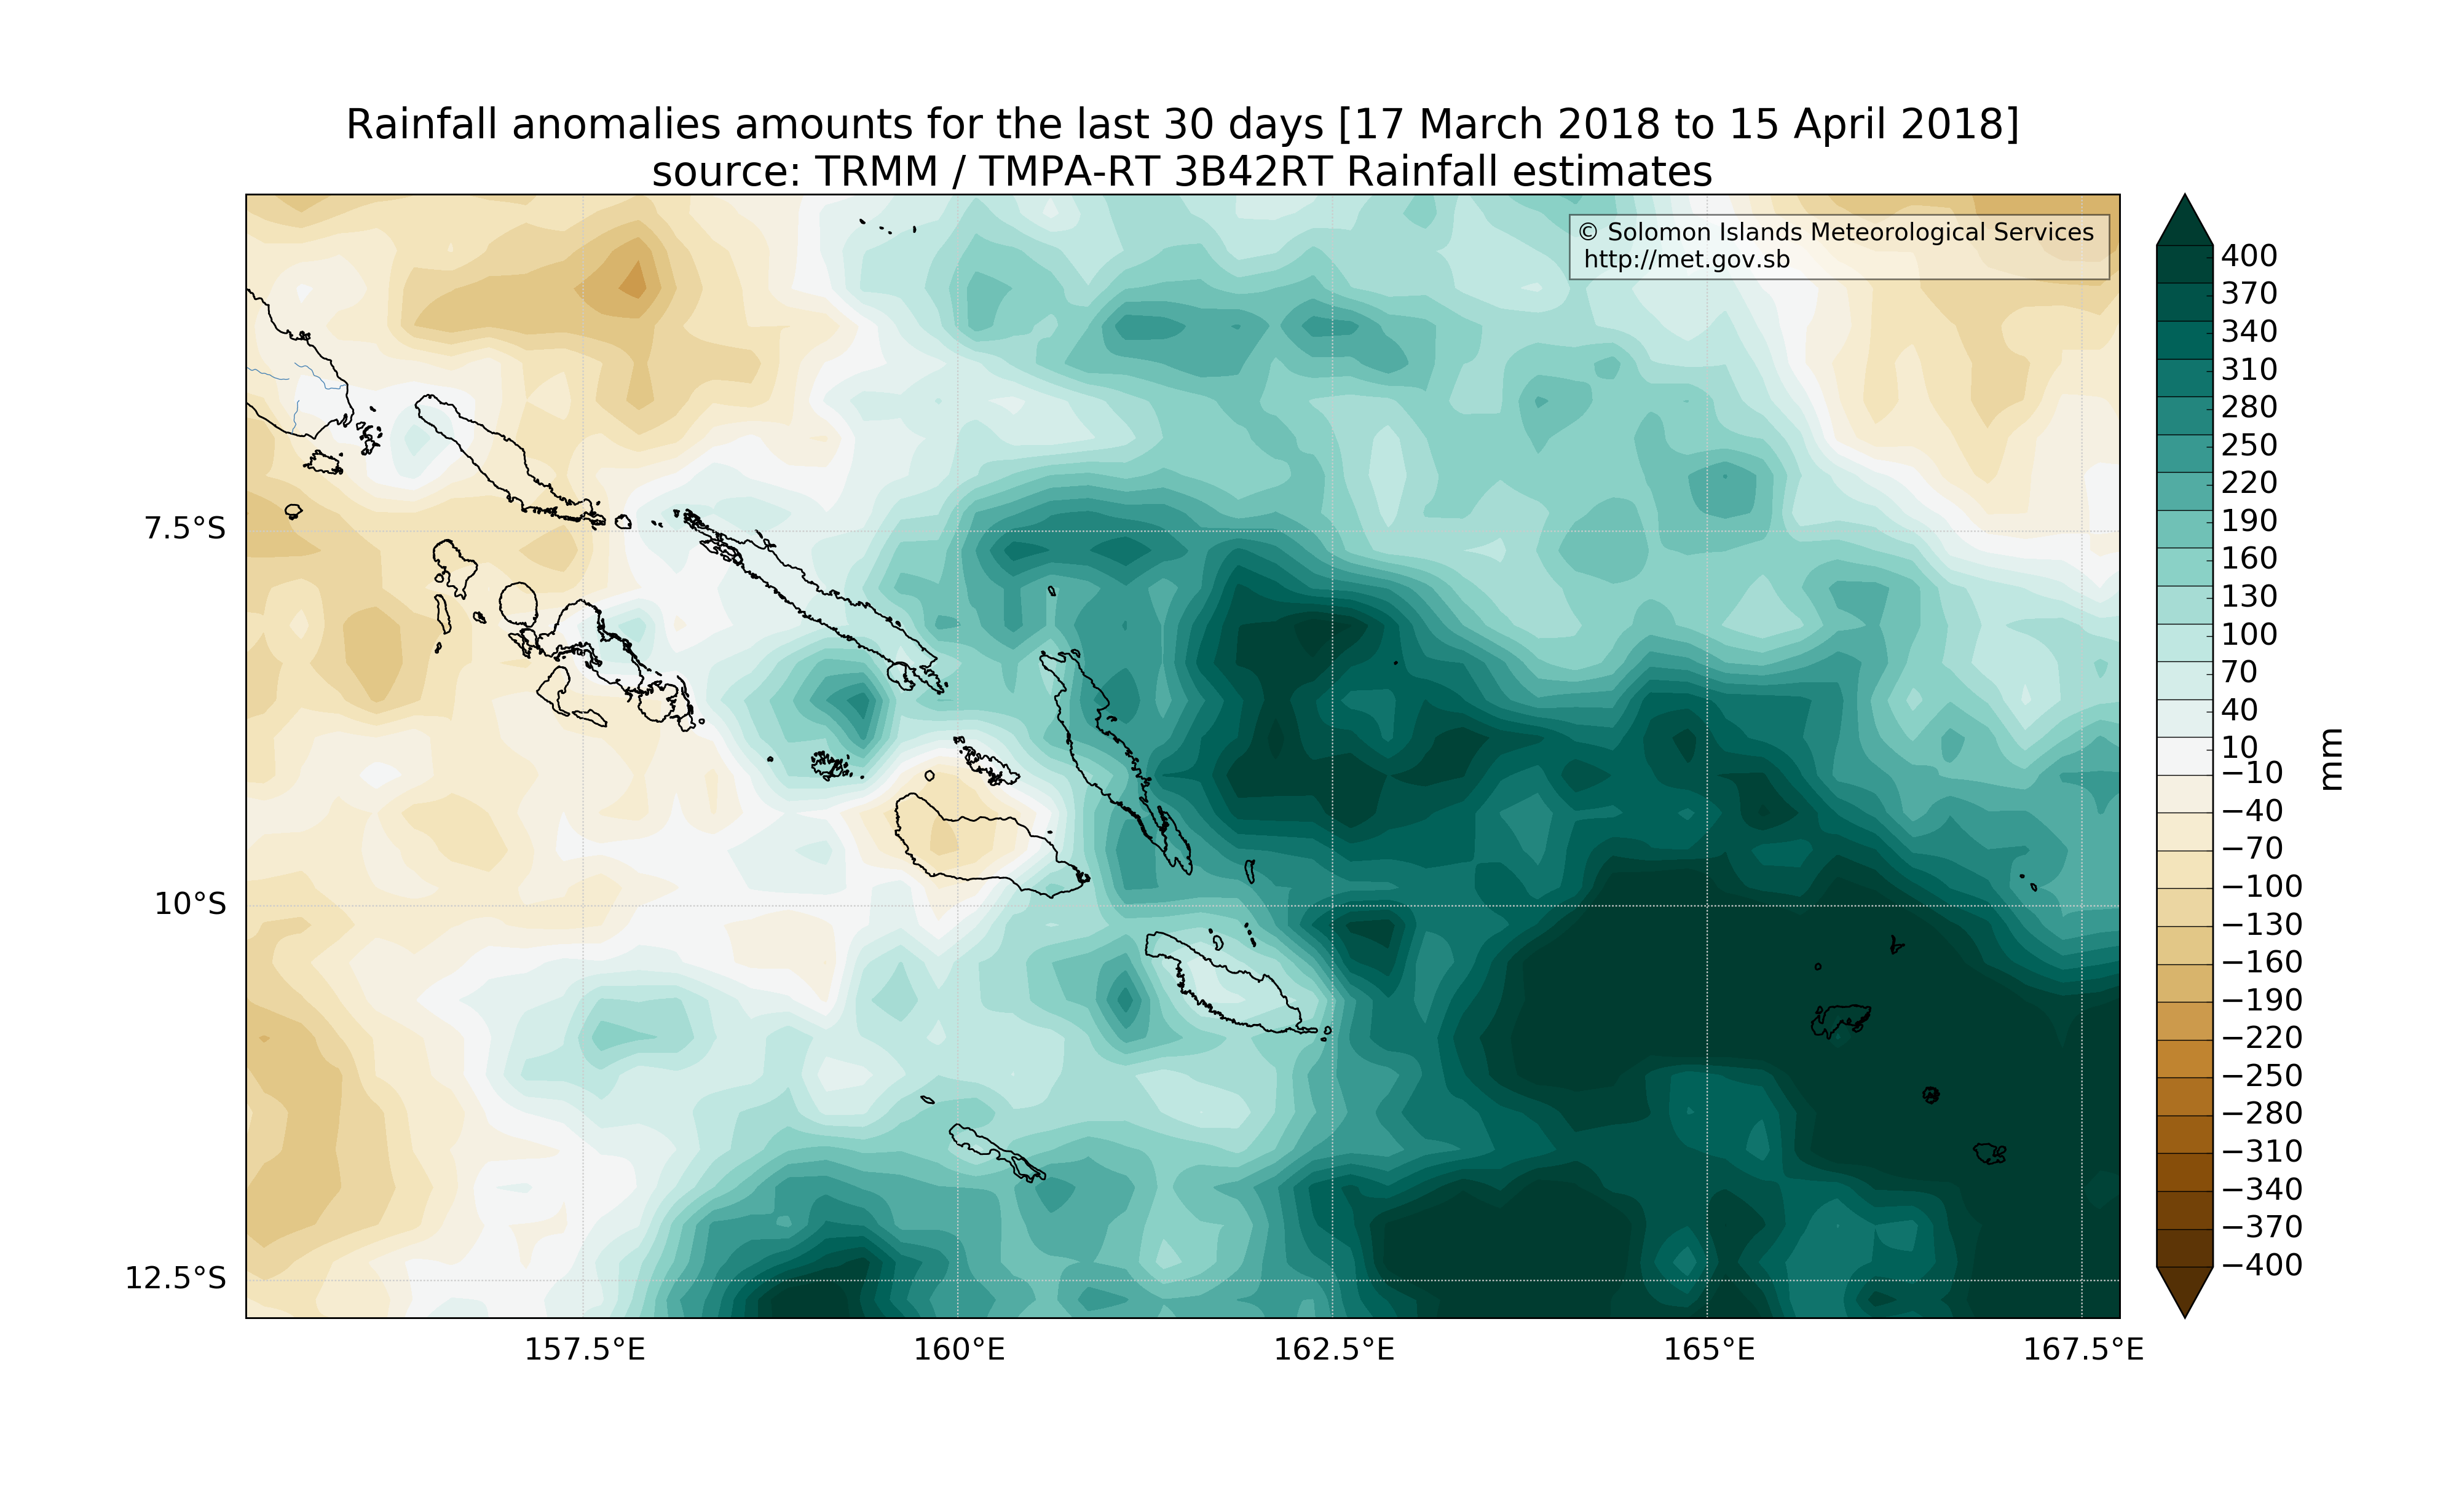 Rainfall anomalies amounts for the last 30 days [17 March 2018 to 15 April 2018]
source: TRMM / TMPA-RT 3B42RT Rainfall estimates
© Solomon Islands Meteorological Services
http://met.gov.sb
7.5°S
10°S
12.5°S
157.5°E
160°E
162.5°E
165°E
167.5°E
400
370
340
310
280
250
220
190
160
130
100
70
40
10
−10
−40
−70
−100
−130
−160
−190
−220
−250
−280
−310
−340
−370
−400
mm